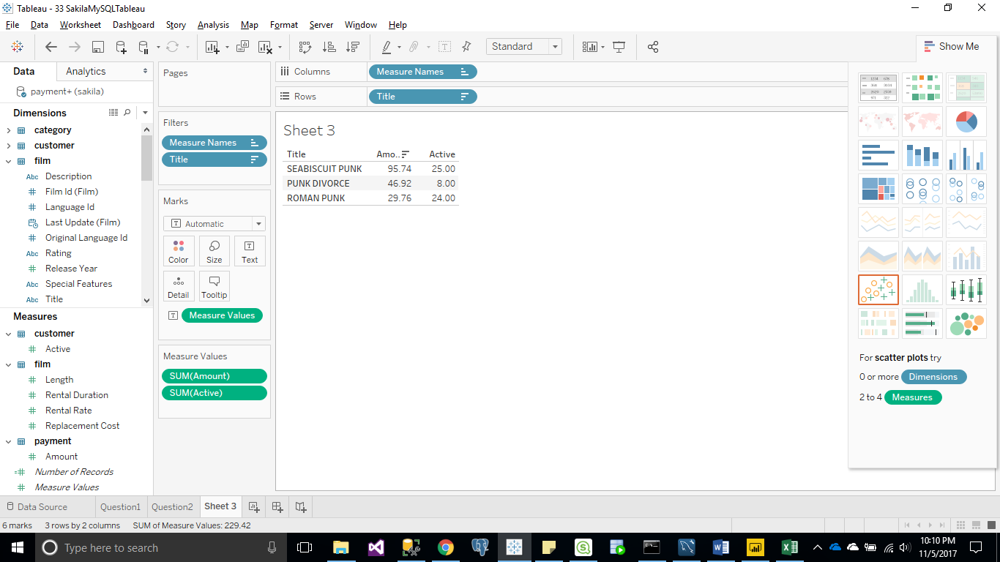 Tableau - 33 SakilaMySQLTableau
File Data Worksheet Dashboard Story Analysis Map Format Server Window Help
Standard
Show Me
Data Analytics
payment+ (sakila)
Dimensions
category
customer
film
Abc Description
Film Id (Film)
Language Id
Last Update (Film)
Original Language Id
Abc Rating
Release Year
Abc Special Features
Abc Title
Measures
customer
Active
film
Length
Rental Duration
Rental Rate
Replacement Cost
payment
Amount
Number of Records
Measure Values
Pages
Filters
Measure Names
Title
Marks
Automatic
Color Size Text
Detail Tooltip
Measure Values
Measure Values
SUM(Amount)
SUM(Active)
Columns Measure Names
Rows Title
Sheet 3
Title Amo.. Active
SEABISCUIT PUNK 95.74 25.00
PUNK DIVORCE 46.92 8.00
ROMAN PUNK 29.76 24.00
For scatter plots try
0 or more Dimensions
2 to 4 Measures
Data Source Question1 Question2 Sheet 3
6 marks 3 rows by 2 columns SUM of Measure Values: 229.42
Type here to search
10:10 PM
11/5/2017